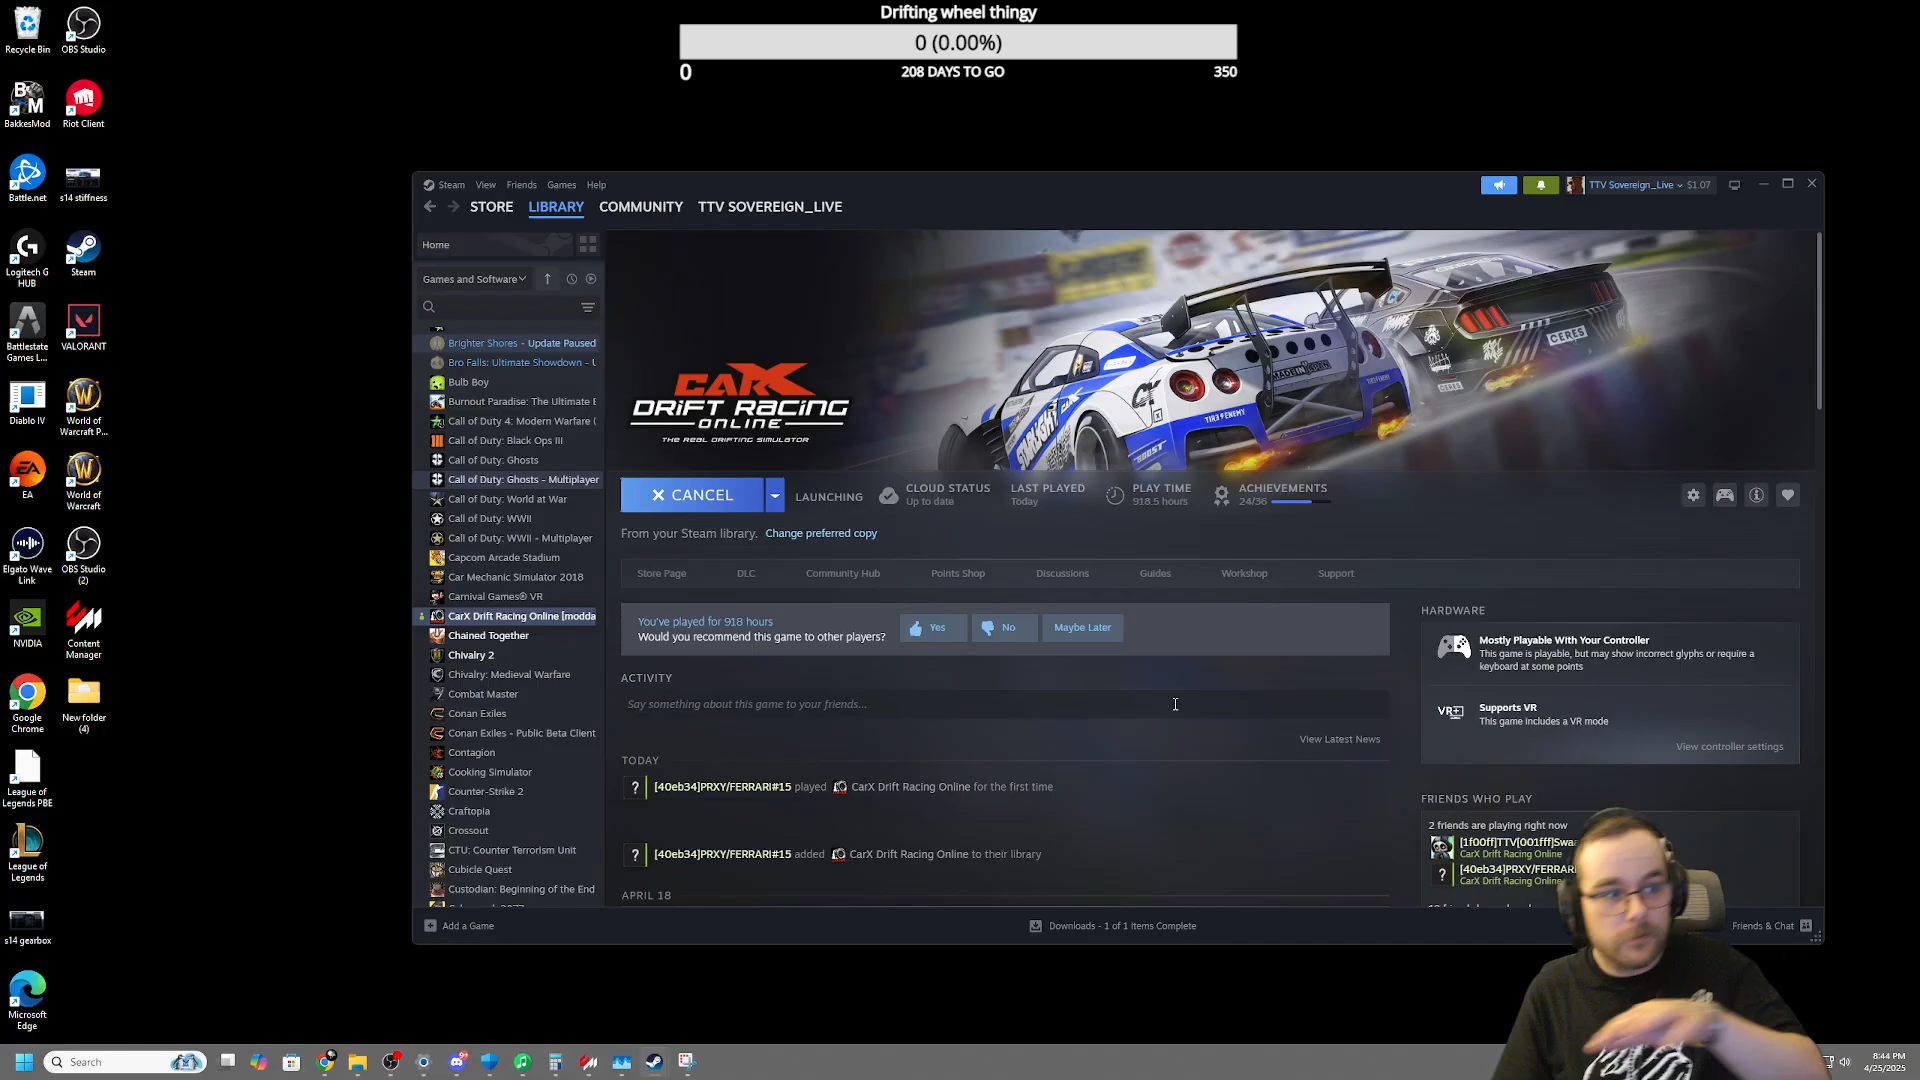 Drifting wheel thingy
0 (0.00%)
0
208 DAYS TO GO
350
Recycle Bin
OBS Studio
BakkesMod
Riot Client
Battle.net
s14 stiffness
Logitech G HUB
Steam
Battlestate Games L...
VALORANT
Diablo IV
World of Warcraft P...
EA
World of Warcraft
Elgato Wave Link
OBS Studio (2)
NVIDIA
Content Manager
Google Chrome
New folder (4)
League of Legends PBE
League of Legends
s14 gearbox
Microsoft Edge
Steam View Friends Games Help
TTV Sovereign_Live $1.07
STORE LIBRARY COMMUNITY TTV SOVEREIGN_LIVE
Home
Games and Software
Brighter Shores - Update Paused
Bro Falls: Ultimate Showdown - U
Bulb Boy
Burnout Paradise: The Ultimate E
Call of Duty 4: Modern Warfare (
Call of Duty: Black Ops III
Call of Duty: Ghosts
Call of Duty: Ghosts - Multiplayer
Call of Duty: World at War
Call of Duty: WWII
Call of Duty: WWII - Multiplayer
Capcom Arcade Stadium
Car Mechanic Simulator 2018
Carnival Games® VR
CarX Drift Racing Online [modda
Chained Together
Chivalry 2
Chivalry: Medieval Warfare
Combat Master
Conan Exiles
Conan Exiles - Public Beta Client
Contagion
Cooking Simulator
Counter-Strike 2
Craftopia
Crossout
CTU: Counter Terrorism Unit
Cubicle Quest
Custodian: Beginning of the End
CARX
DRIFT RACING
ONLINE
THE REAL DRIFTING SIMULATOR
MADE IN JAPAN
CERES
CERES
TIRE ENEMY
BOOST
CANCEL
LAUNCHING
CLOUD STATUS
Up to date
LAST PLAYED
Today
PLAY TIME
918.5 hours
ACHIEVEMENTS
24/36
From your Steam library. Change preferred copy
Store Page DLC Community Hub Points Shop Discussions Guides Workshop Support
You've played for 918 hours
Would you recommend this game to other players?
Yes
No
Maybe Later
ACTIVITY
Say something about this game to your friends...
View Latest News
TODAY
? [40eb34]PRXY/FERRARI#15 played CarX Drift Racing Online for the first time
? [40eb34]PRXY/FERRARI#15 added CarX Drift Racing Online to their library
APRIL 18
HARDWARE
Mostly Playable With Your Controller
This game is playable, but may show incorrect glyphs or require a keyboard at some points
VR
Supports VR
This game includes a VR mode
View controller settings
FRIENDS WHO PLAY
2 friends are playing right now
[1f00ff]TTV[001fff]Swa
CarX Drift Racing Online
? [40eb34]PRXY/FERRARI
CarX Drift Racing Online
Add a Game
Downloads - 1 of 1 Items Complete
Friends & Chat
Search
8:44 PM
4/25/2025